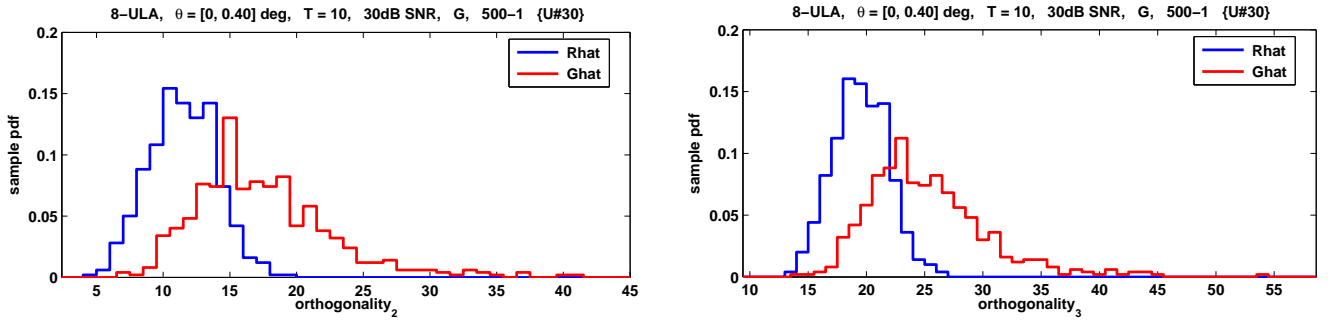 8−ULA, θ = [0, 0.40] deg, T = 10, 30dB SNR, G, 500−1 {U#30}
0.2
0.15
0.1
0.05
0
sample pdf
Rhat
Ghat
5 10 15 20 25 30 35 40 45
orthogonality2
8−ULA, θ = [0, 0.40] deg, T = 10, 30dB SNR, G, 500−1 {U#30}
0.2
0.15
0.1
0.05
0
sample pdf
Rhat
Ghat
10 15 20 25 30 35 40 45 50 55
orthogonality3